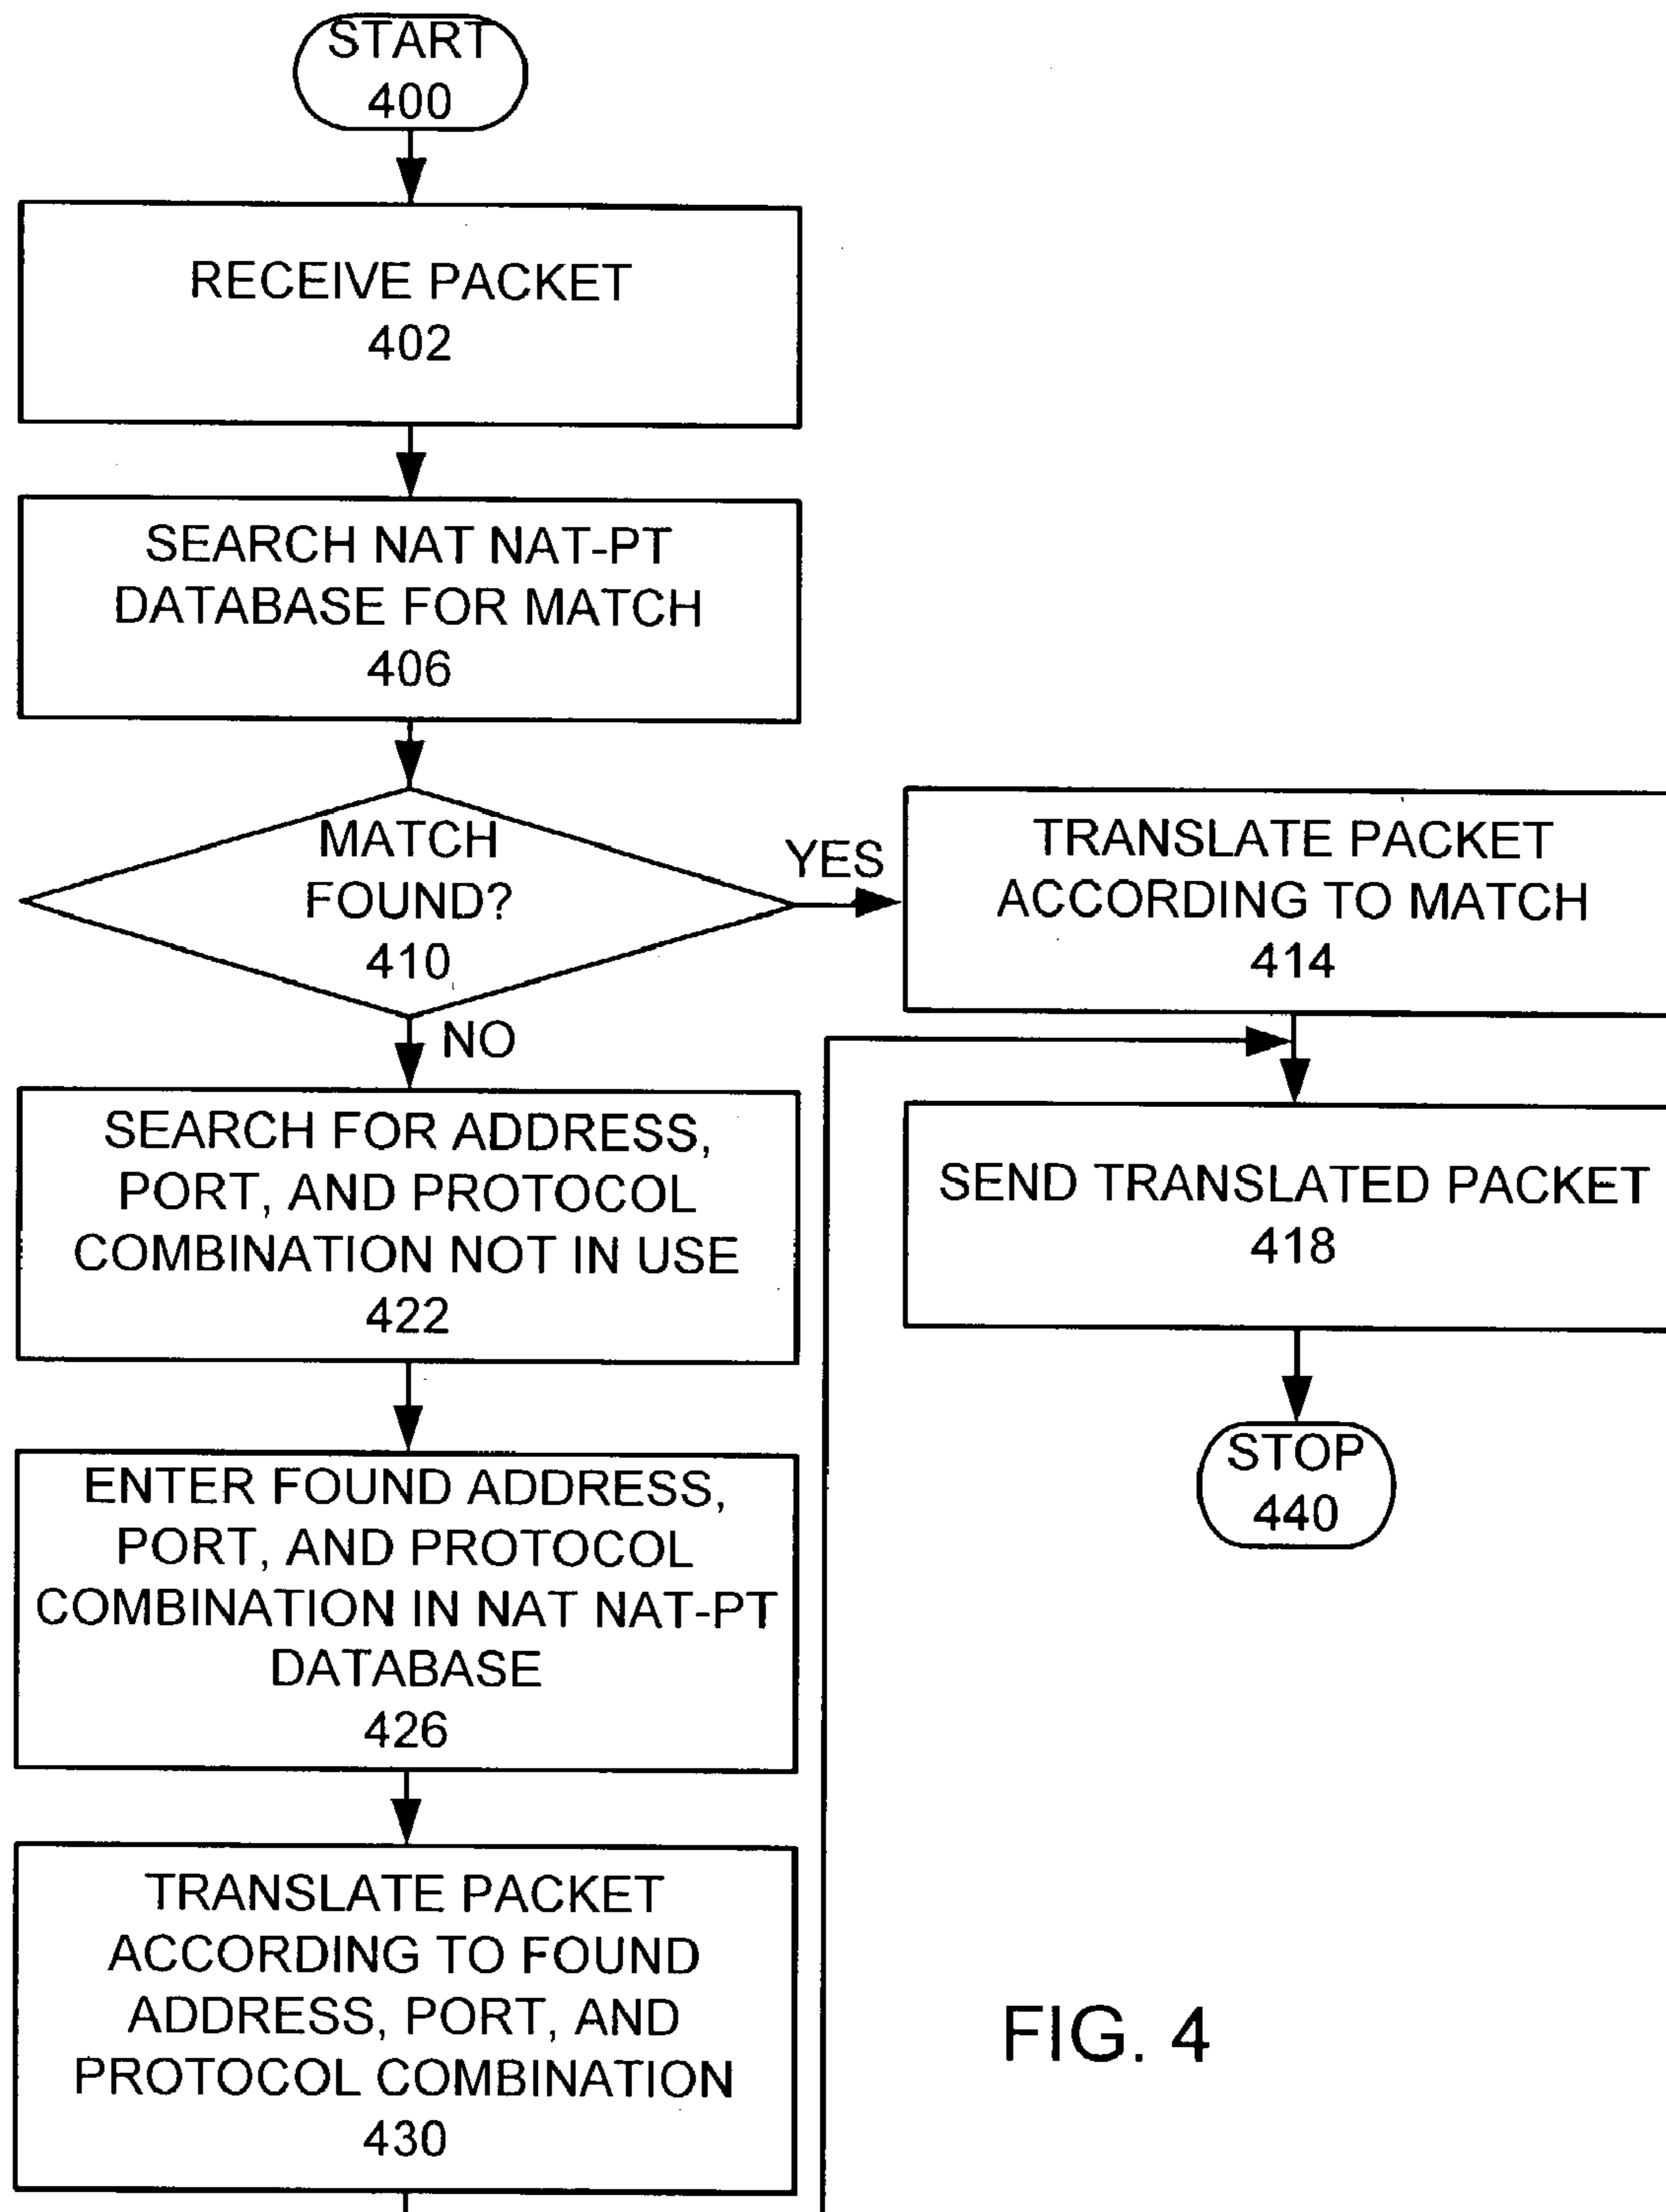 START
400
RECEIVE PACKET
402
SEARCH NAT NAT-PT
DATABASE FOR MATCH
406
MATCH
FOUND?
410
YES
TRANSLATE PACKET
ACCORDING TO MATCH
414
NO
SEND TRANSLATED PACKET
418
STOP
440
SEARCH FOR ADDRESS,
PORT, AND PROTOCOL
COMBINATION NOT IN USE
422
ENTER FOUND ADDRESS,
PORT, AND PROTOCOL
COMBINATION IN NAT NAT-PT
DATABASE
426
TRANSLATE PACKET
ACCORDING TO FOUND
ADDRESS, PORT, AND
PROTOCOL COMBINATION
430
FIG. 4